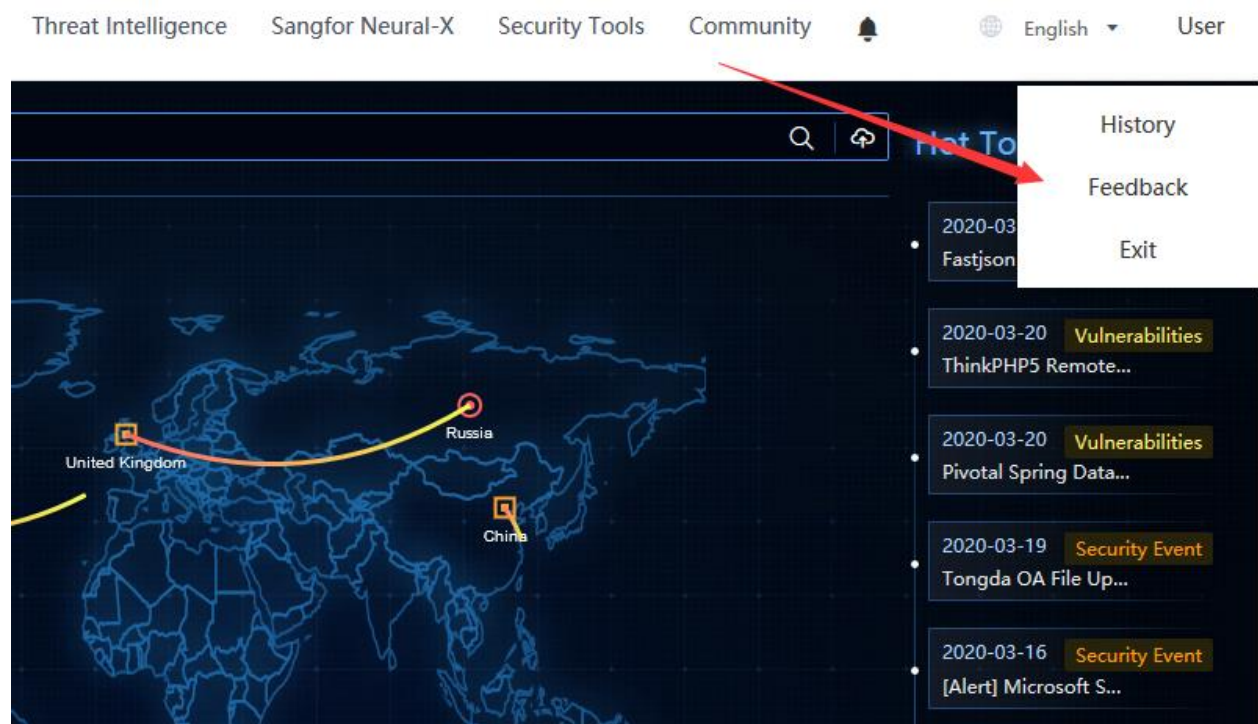 Threat Intelligence Sangfor Neural-X Security Tools Community English User
History
Feedback
Exit
Hot To
2020-03
Fastjson
2020-03-20 Vulnerabilities
ThinkPHP5 Remote...
2020-03-20 Vulnerabilities
Pivotal Spring Data...
2020-03-19 Security Event
Tongda OA File Up...
2020-03-16 Security Event
[Alert] Microsoft S...
Russia
United Kingdom
China